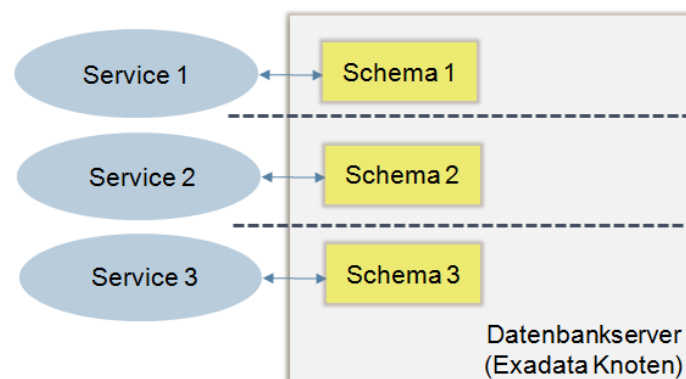 Service 1
Schema 1
Service 2
Schema 2
Service 3
Schema 3
Datenbankserver
(Exadata Knoten)